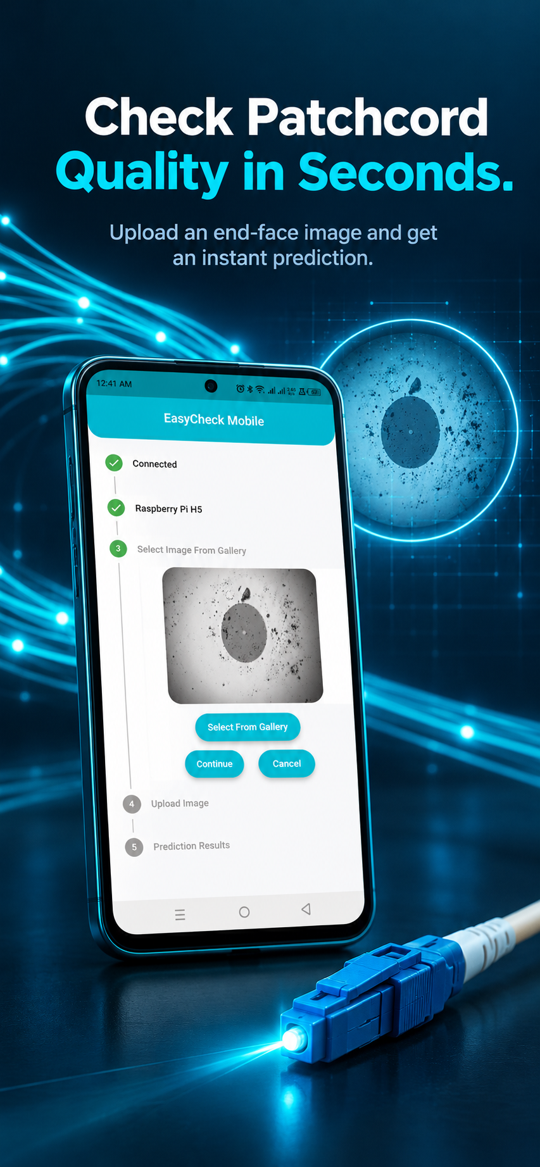 Check Patchcord
Quality in Seconds.
Upload an end-face image and get
an instant prediction.
12:41 AM
EasyCheck Mobile
Connected
Raspberry Pi H5
3 Select Image From Gallery
Select From Gallery
Continue Cancel
4 Upload Image
5 Prediction Results